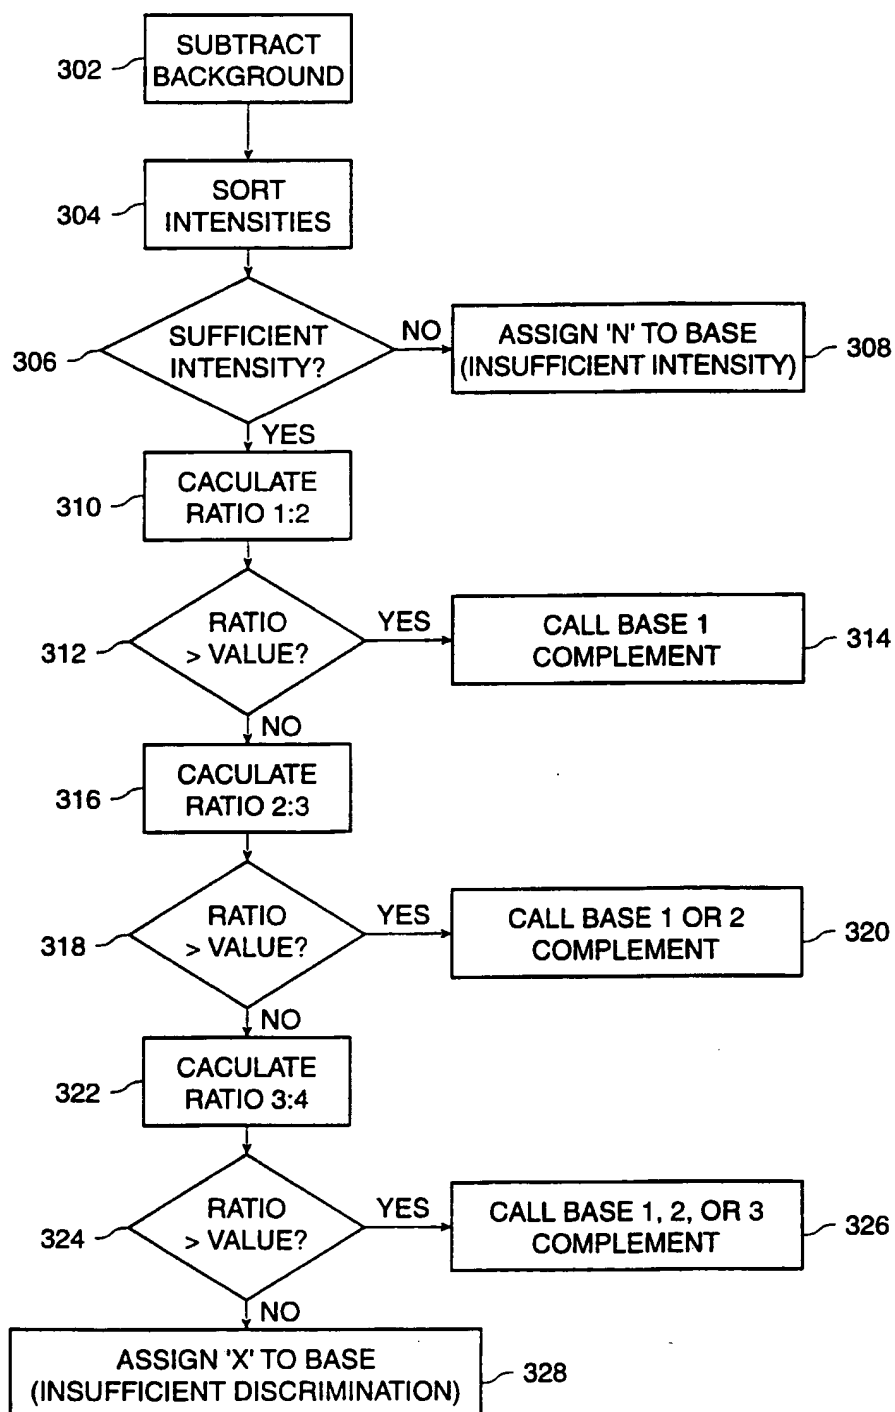 302
SUBTRACT
BACKGROUND
304
SORT
INTENSITIES
306
SUFFICIENT
INTENSITY?
NO
ASSIGN 'N' TO BASE
(INSUFFICIENT INTENSITY)
308
YES
310
CACULATE
RATIO 1:2
312
RATIO
> VALUE?
YES
CALL BASE 1
COMPLEMENT
314
NO
316
CACULATE
RATIO 2:3
318
RATIO
> VALUE?
YES
CALL BASE 1 OR 2
COMPLEMENT
320
NO
322
CACULATE
RATIO 3:4
324
RATIO
> VALUE?
YES
CALL BASE 1, 2, OR 3
COMPLEMENT
326
NO
ASSIGN 'X' TO BASE
(INSUFFICIENT DISCRIMINATION)
328